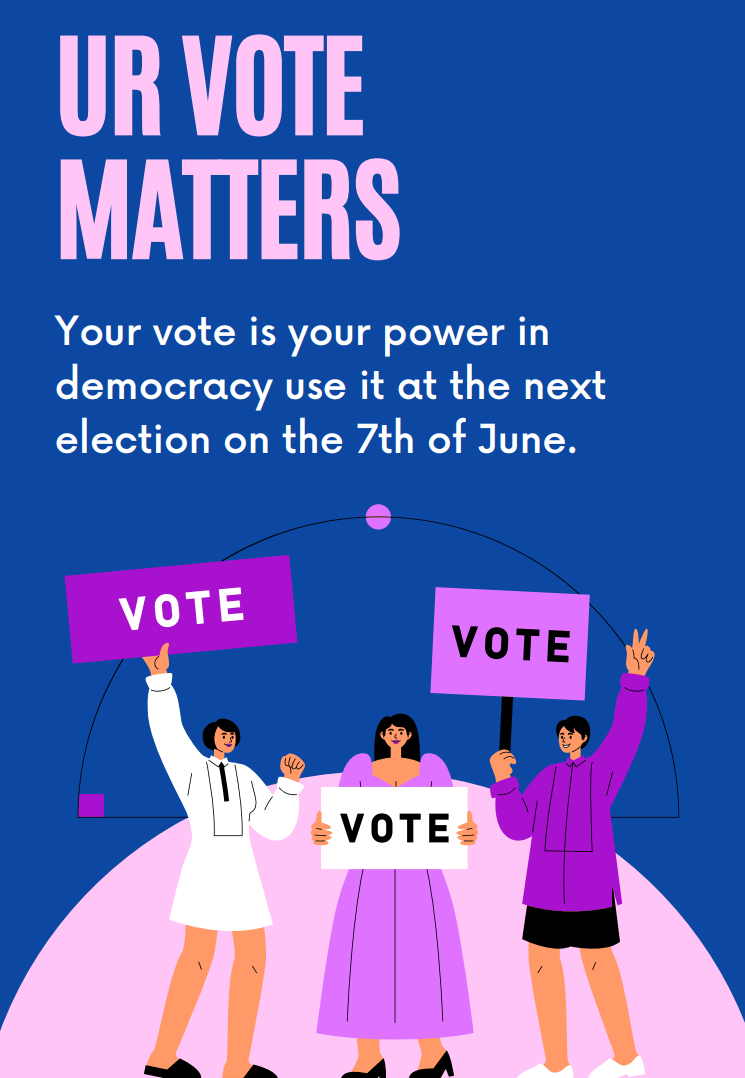 UR VOTE
MATTERS
Your vote is your power in
democracy use it at the next
election on the 7th of June.
VOTE
VOTE
VOTE